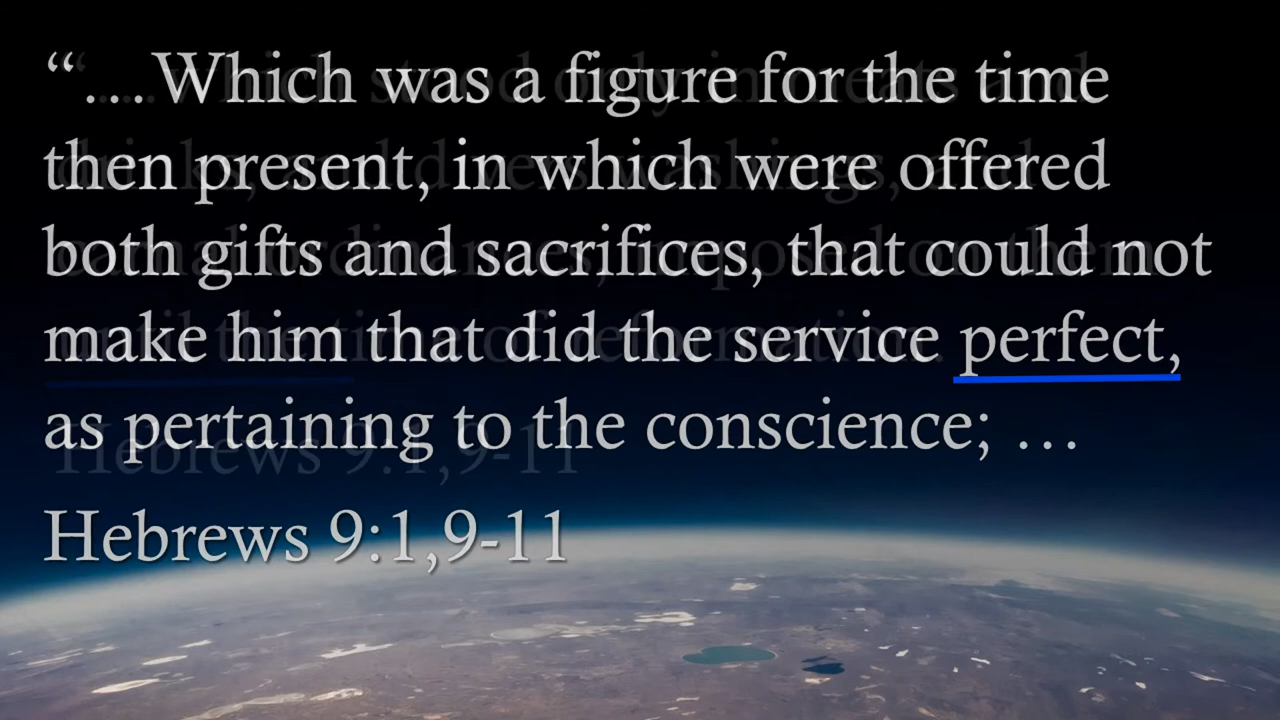 “....Which was a figure for the time
then present, in which were offered
both gifts and sacrifices, that could not
make him that did the service perfect,
as pertaining to the conscience; ...
Hebrews 9:1,9-11